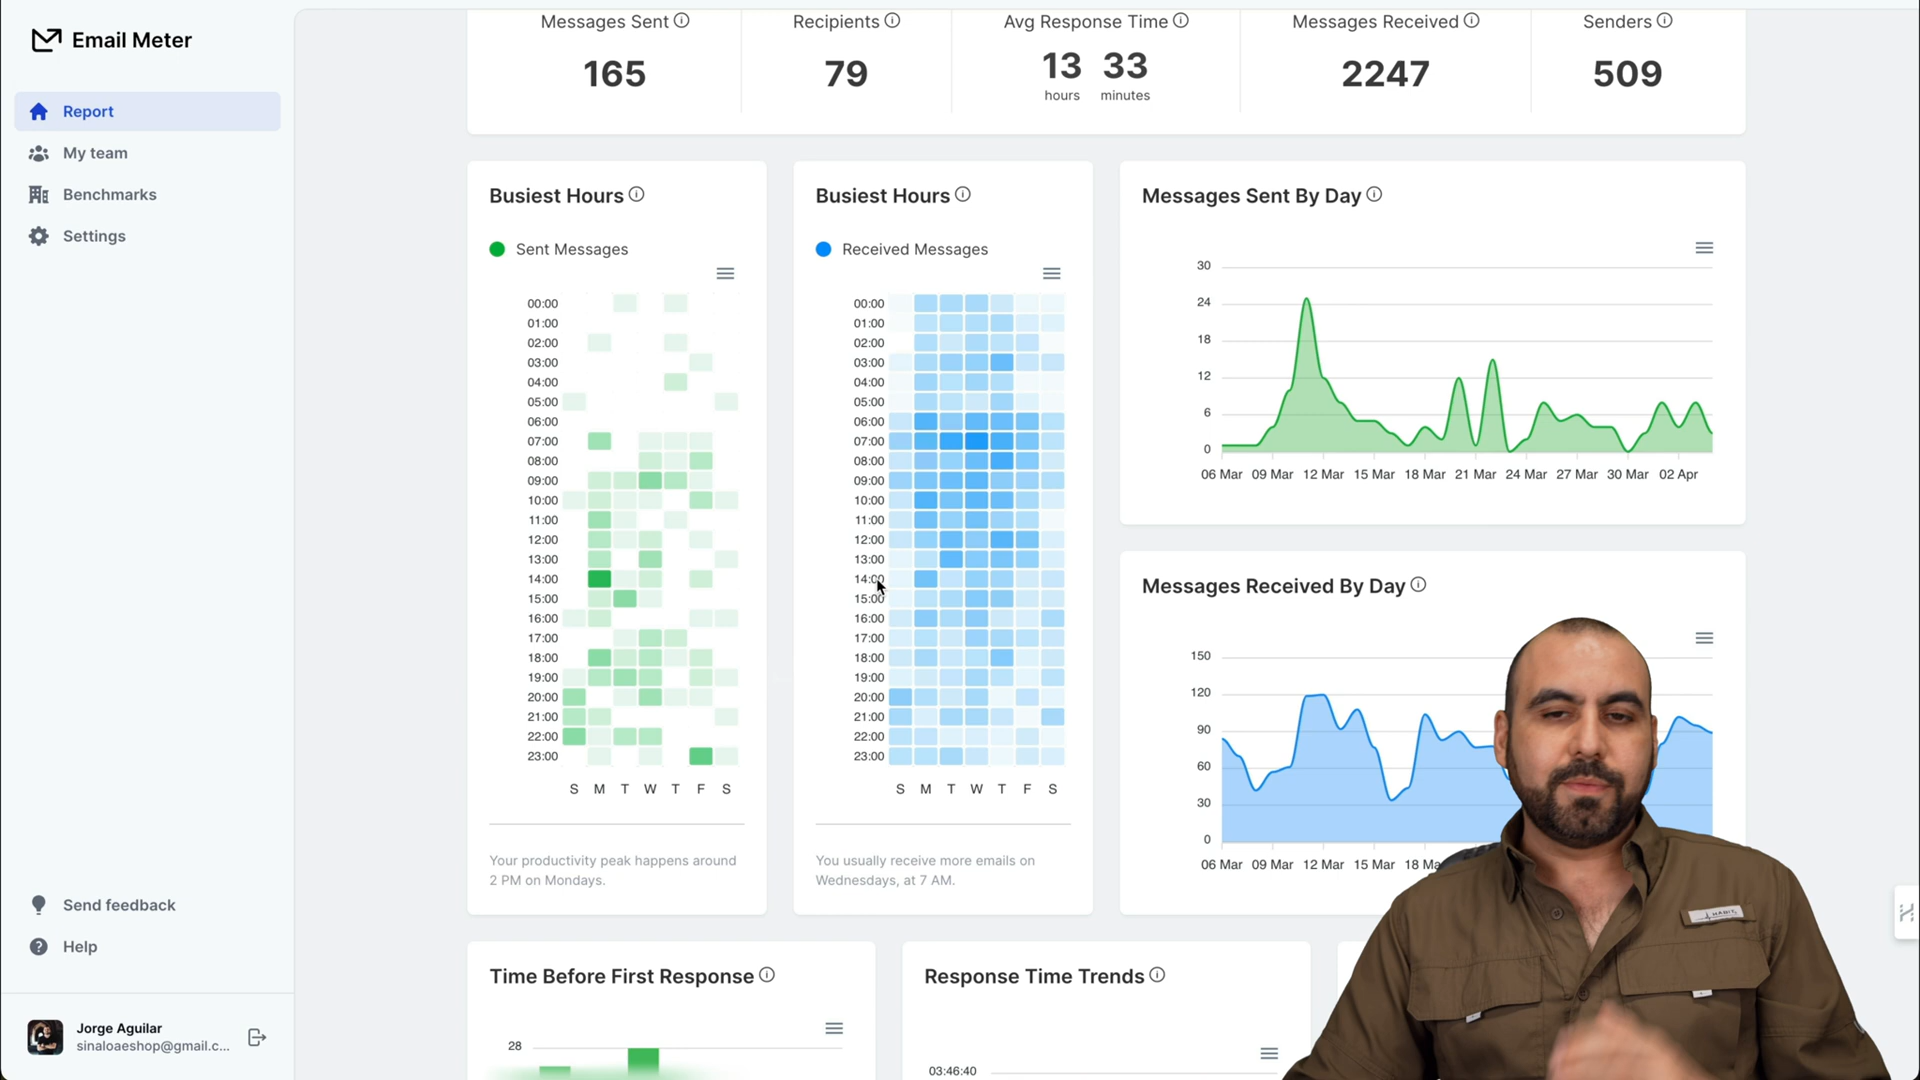 Email Meter
Report
My team
Benchmarks
Settings
Send feedback
Help
Jorge Aguilar
sinaloaeshop@gmail.c...
Messages Sent
165
Recipients
79
Avg Response Time
13 33
hours minutes
Messages Received
2247
Senders
509
Busiest Hours
Sent Messages
00:00
01:00
02:00
03:00
04:00
05:00
06:00
07:00
08:00
09:00
10:00
11:00
12:00
13:00
14:00
15:00
16:00
17:00
18:00
19:00
20:00
21:00
22:00
23:00
S M T W T F S
Your productivity peak happens around
2 PM on Mondays.
Busiest Hours
Received Messages
00:00
01:00
02:00
03:00
04:00
05:00
06:00
07:00
08:00
09:00
10:00
11:00
12:00
13:00
14:00
15:00
16:00
17:00
18:00
19:00
20:00
21:00
22:00
23:00
S M T W T F S
You usually receive more emails on
Wednesdays, at 7 AM.
Messages Sent By Day
30
24
18
12
6
0
06 Mar 09 Mar 12 Mar 15 Mar 18 Mar 21 Mar 24 Mar 27 Mar 30 Mar 02 Apr
Messages Received By Day
150
120
90
60
30
0
06 Mar 09 Mar 12 Mar 15 Mar 18 Ma
Time Before First Response
28
Response Time Trends
03:46:40